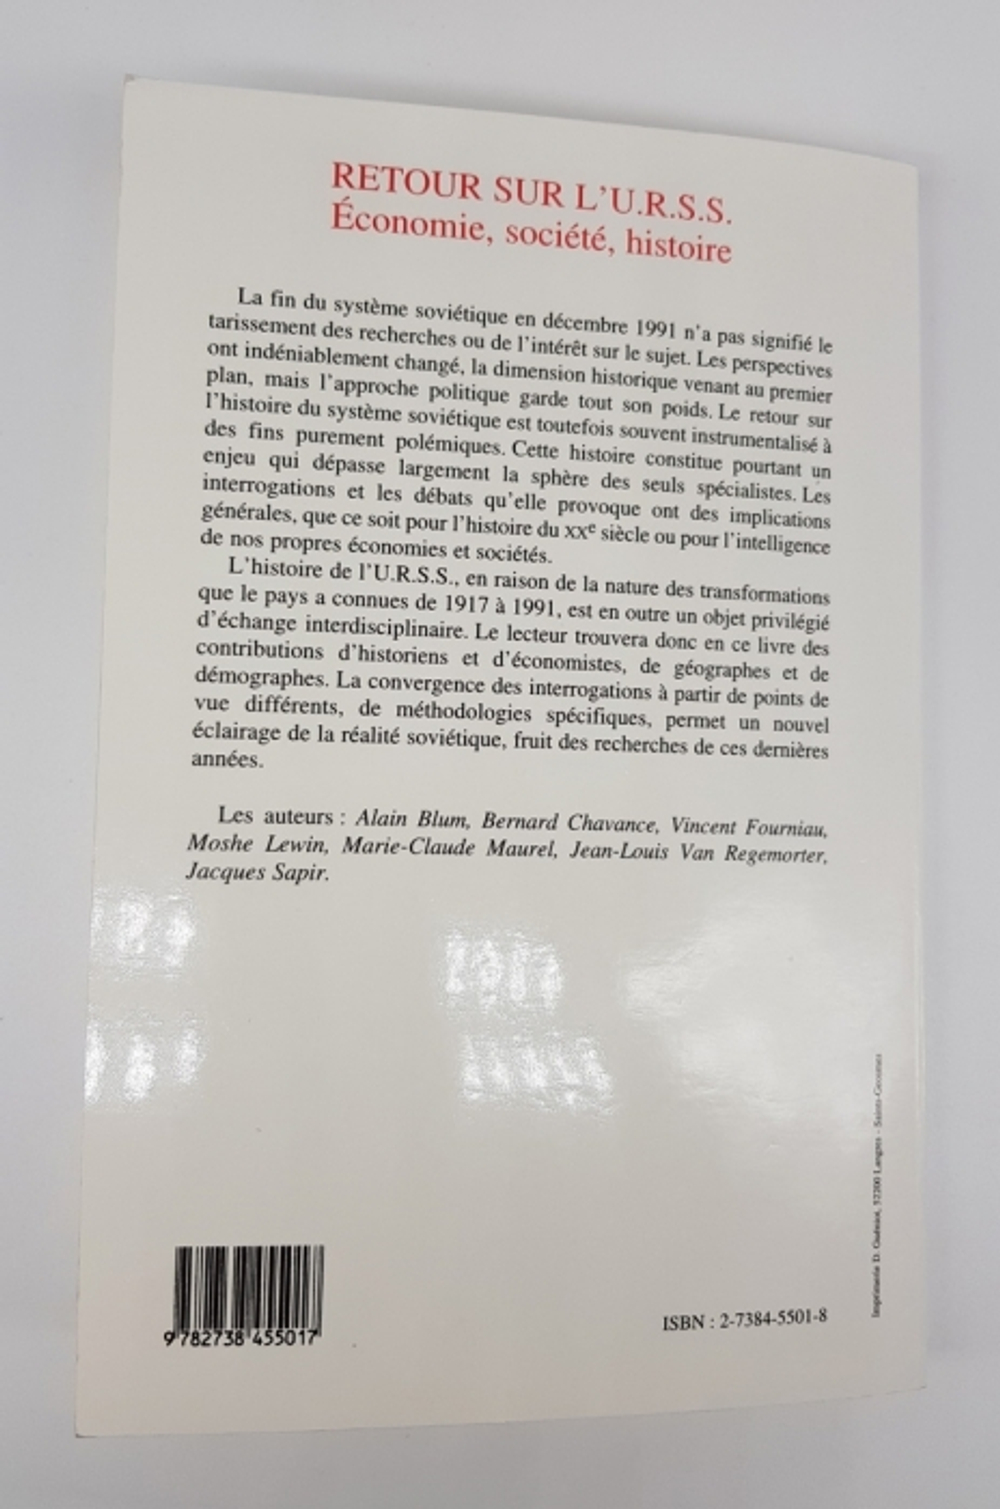 RETOUR SUR L'U.R.S.S.
Économie, société, histoire
La fin du système soviétique en décembre 1991 n'a pas signifié le
tarissement des recherches ou de l'intérêt sur le sujet. Les perspectives
ont indéniablement changé, la dimension historique venant au premier
plan, mais l'approche politique garde tout son poids. Le retour sur
l'histoire du système soviétique est toutefois souvent instrumentalisé à
des fins purement polémiques. Cette histoire constitue pourtant un
enjeu qui dépasse largement la sphère des seuls spécialistes. Les
interrogations et les débats qu'elle provoque ont des implications
générales, que ce soit pour l'histoire du XXe siècle ou pour l'intelligence
de nos propres économies et sociétés.
L'histoire de l'U.R.S.S., en raison de la nature des transformations
que le pays a connues de 1917 à 1991, est en outre un objet privilégié
d'échange interdisciplinaire. Le lecteur trouvera donc en ce livre des
contributions d'historiens et d'économistes, de géographes et de
démographes. La convergence des interrogations à partir de points de
vue différents, de méthodologies spécifiques, permet un nouvel
éclairage de la réalité soviétique, fruit des recherches de ces dernières
années.
Les auteurs : Alain Blum, Bernard Chavance, Vincent Fourniau,
Moshe Lewin, Marie-Claude Maurel, Jean-Louis Van Regemorter,
Jacques Sapir.
Imprimerie D. Guéniot, 52200 Langres - Saints-Geosmes
9 782738 455017
ISBN : 2-7384-5501-8